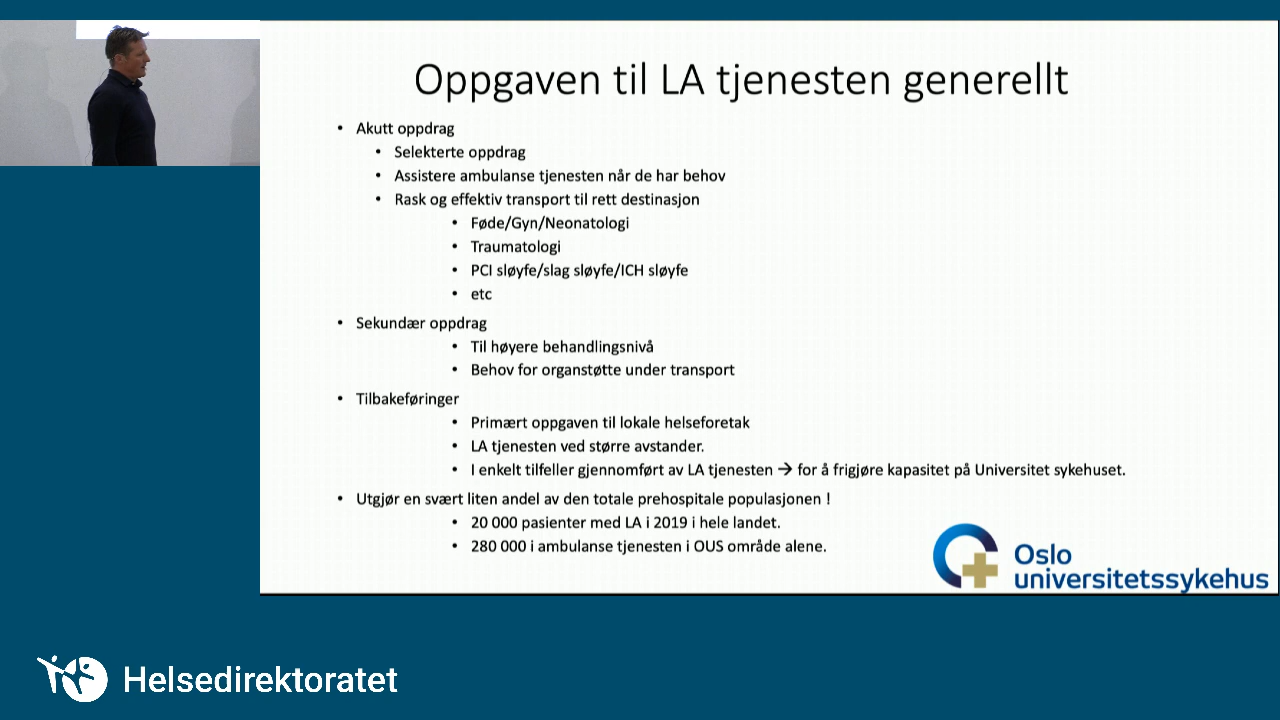 Oppgaven til LA tjenesten generellt
• Akutt oppdrag
• Selekterte oppdrag
• Assistere ambulanse tjenesten når de har behov
• Rask og effektiv transport til rett destinasjon
• Føde/Gyn/Neonatologi
• Traumatologi
• PCI sløyfe/slag sløyfe/ICH sløyfe
• etc
• Sekundær oppdrag
• Til høyere behandlingsnivå
• Behov for organstøtte under transport
• Tilbakeføringer
• Primært oppgaven til lokale helseforetak
• LA tjenesten ved større avstander.
• I enkelt tilfeller gjennomført av LA tjenesten → for å frigjøre kapasitet på Universitet sykehuset.
• Utgjør en svært liten andel av den totale prehospitale populasjonen !
• 20 000 pasienter med LA i 2019 i hele landet.
• 280 000 i ambulanse tjenesten i OUS område alene.
Oslo
universitetssykehus
Helsedirektoratet